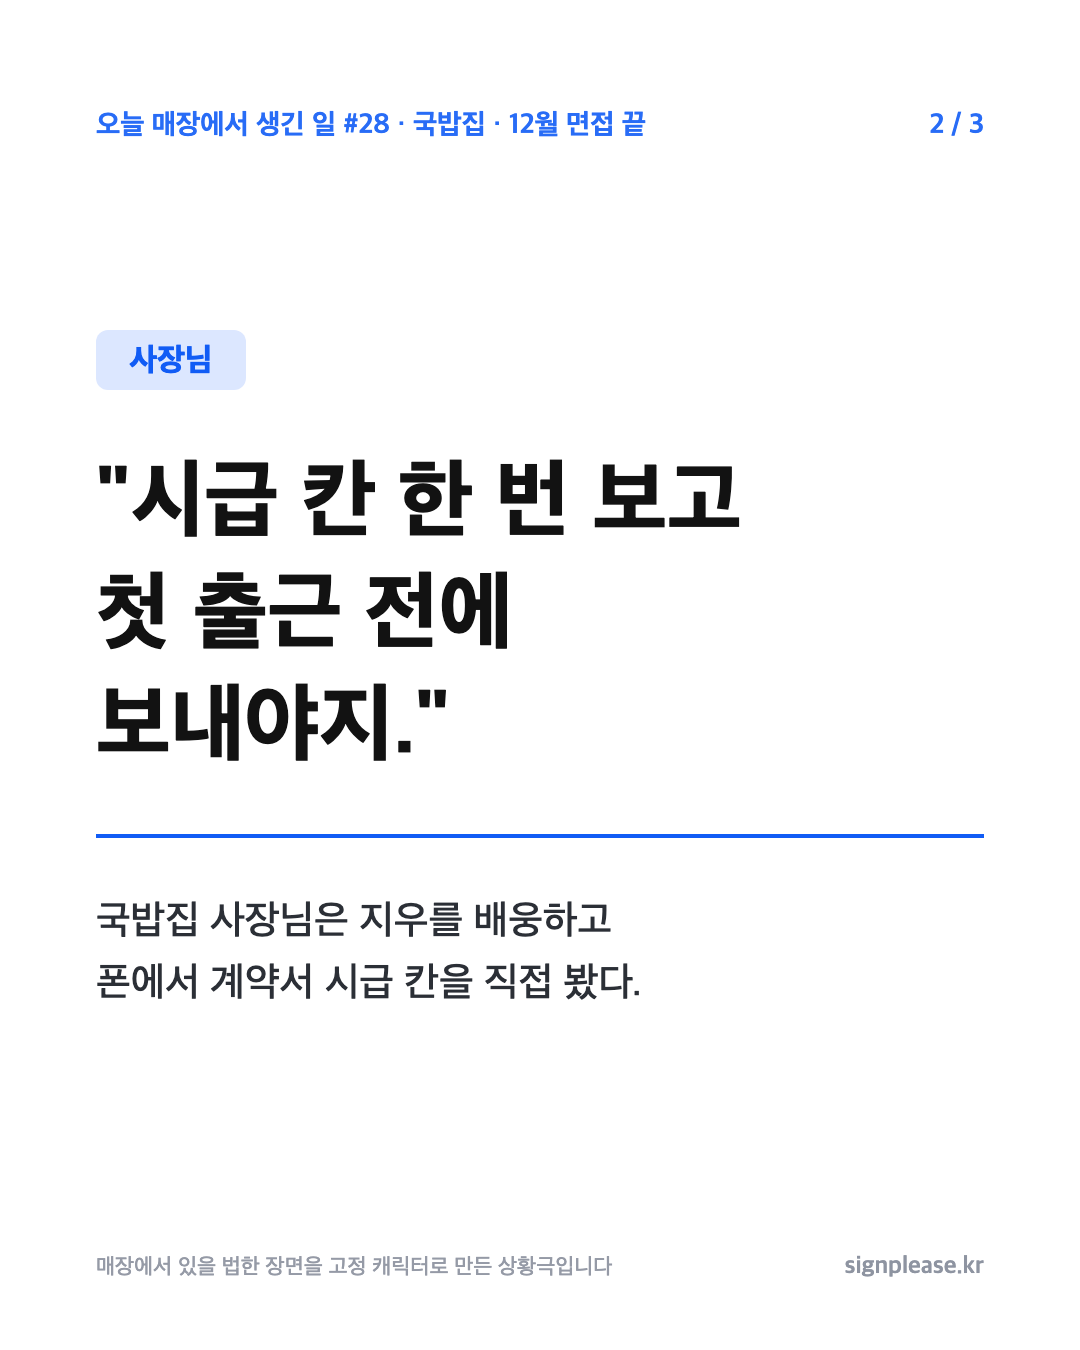 오늘 매장에서 생긴 일 #28 · 국밥집 · 12월 면접 끝
2 / 3
사장님
"시급 칸 한 번 보고
첫 출근 전에
보내야지."
국밥집 사장님은 지우를 배웅하고
폰에서 계약서 시급 칸을 직접 봤다.
매장에서 있을 법한 장면을 고정 캐릭터로 만든 상황극입니다
signplease.kr